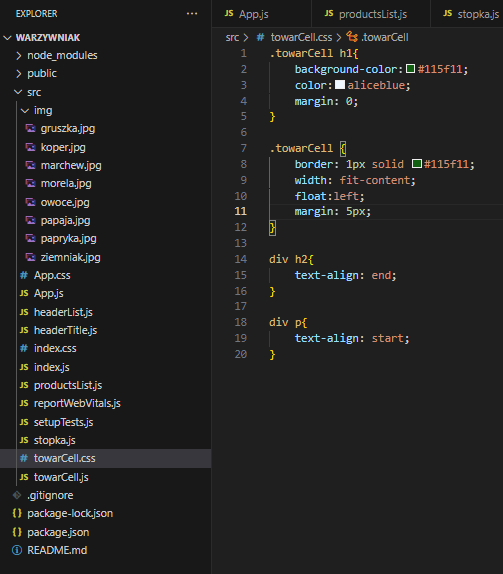 EXPLORER
WARZYWNIAK
node_modules
public
src
img
gruszka.jpg
koper.jpg
marchew.jpg
morela.jpg
owoce.jpg
papaja.jpg
papryka.jpg
ziemniak.jpg
# App.css
JS App.js
JS headerList.js
JS headerTitle.js
# index.css
JS index.js
JS productsList.js
JS reportWebVitals.js
JS setupTests.js
JS stopka.js
# towarCell.css
JS towarCell.js
.gitignore
{} package-lock.json
{} package.json
README.md
JS App.js JS productsList.js JS stopka.js
src > # towarCell.css > .towarCell
1 .towarCell h1{
2 background-color: #115f11;
3 color: aliceblue;
4 margin: 0;
5 }
6
7 .towarCell {
8 border: 1px solid #115f11;
9 width: fit-content;
10 float:left;
11 margin: 5px;
12 }
13
14 div h2{
15 text-align: end;
16 }
17
18 div p{
19 text-align: start;
20 }